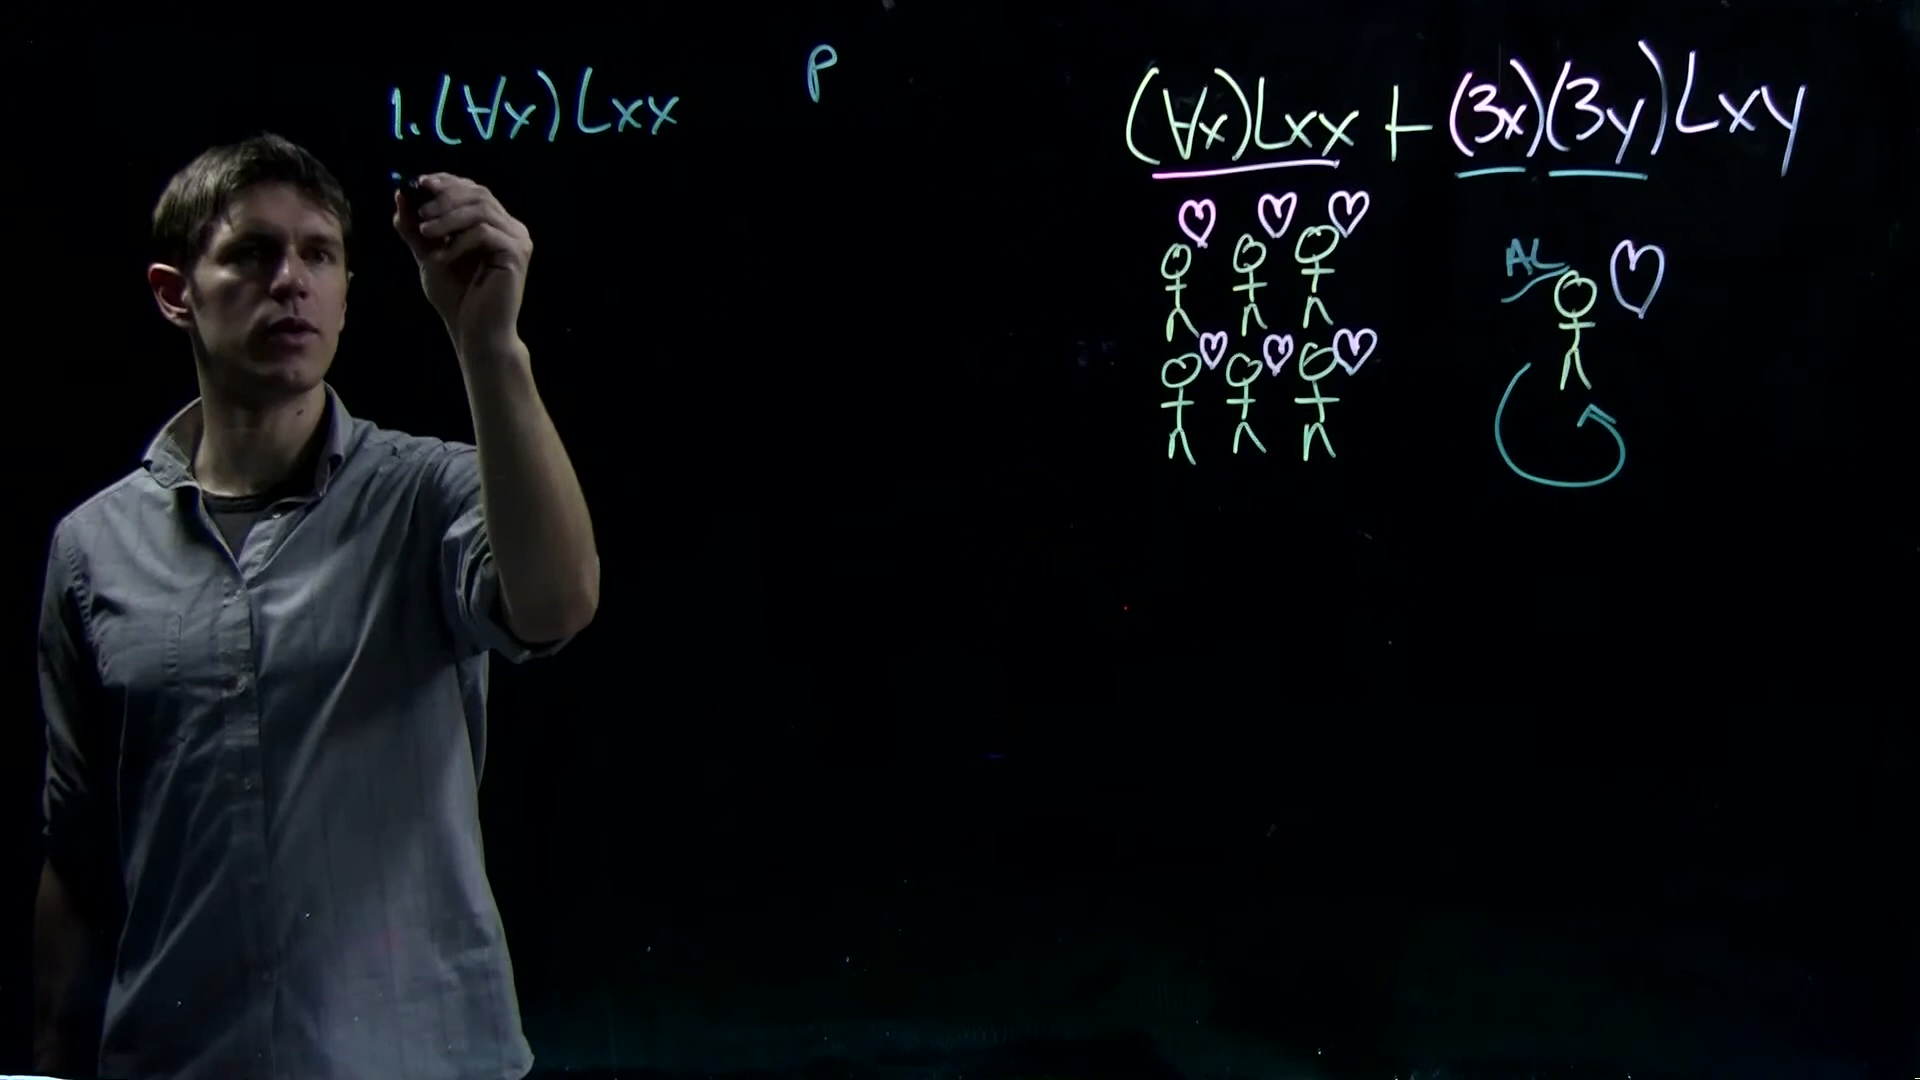 1. (∀x) Lxx P
(∀x)Lxx ⊢ (∃x)(∃y)Lxy
AL